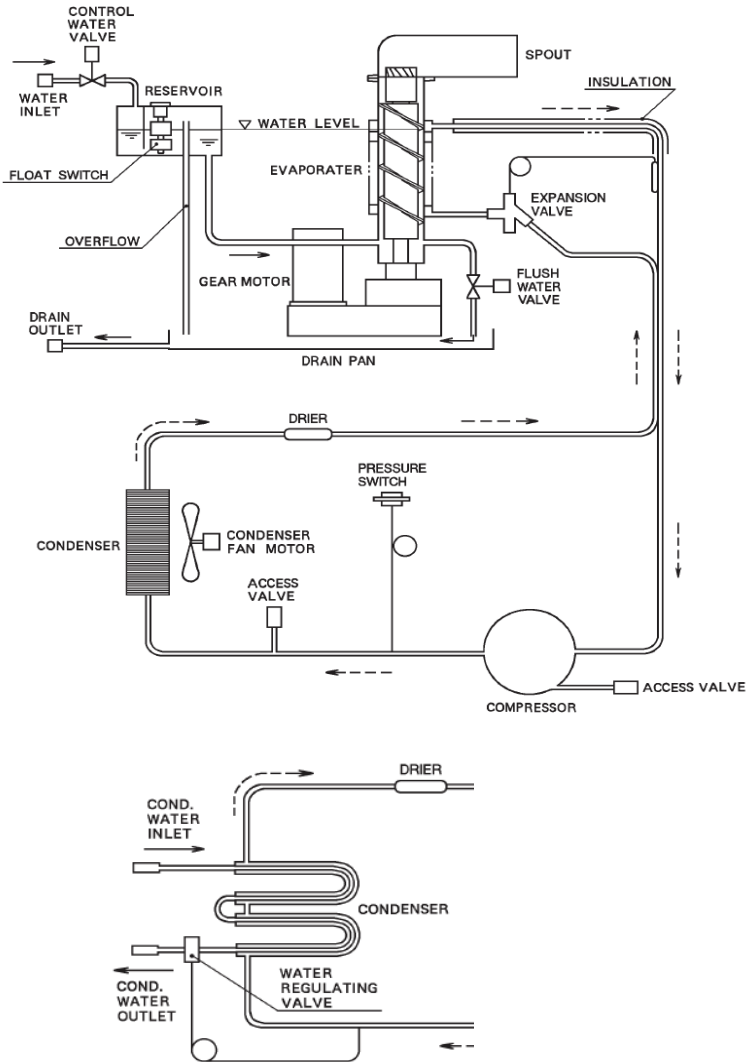 CONTROL
WATER
VALVE
SPOUT
INSULATION
WATER
INLET
RESERVOIR
WATER LEVEL
FLOAT SWITCH
EVAPORATER
EXPANSION
VALVE
OVERFLOW
GEAR MOTOR
FLUSH
WATER
VALVE
DRAIN
OUTLET
DRAIN PAN
DRIER
PRESSURE
SWITCH
CONDENSER
CONDENSER
FAN MOTOR
ACCESS
VALVE
ACCESS VALVE
COMPRESSOR
DRIER
COND.
WATER
INLET
CONDENSER
WATER
REGULATING
VALVE
COND.
WATER
OUTLET